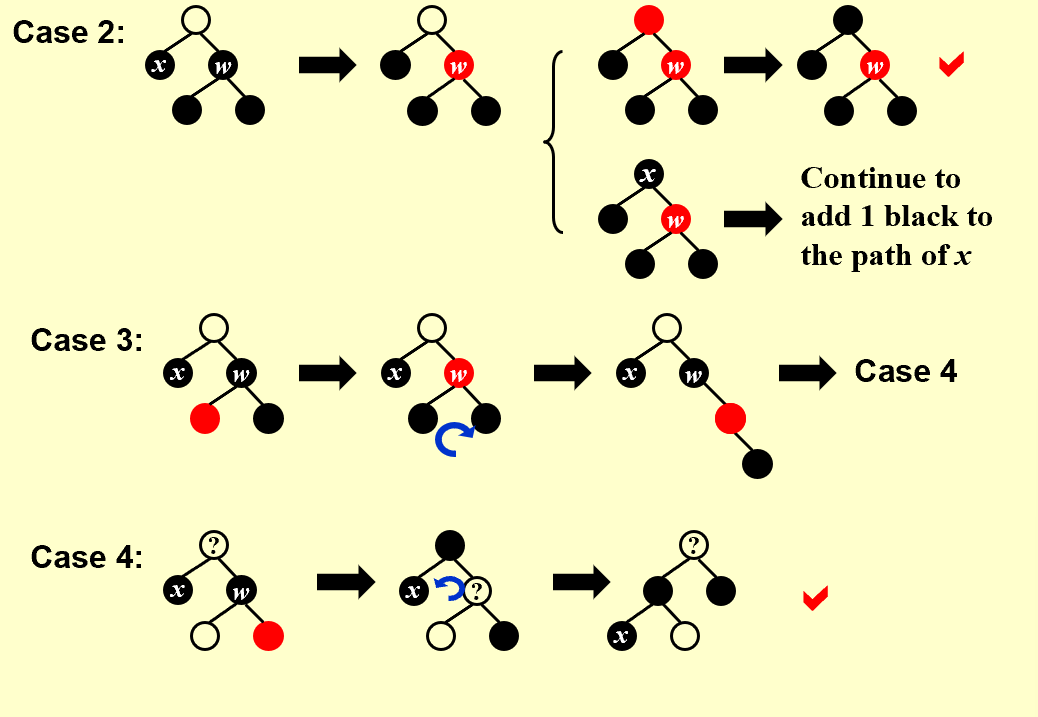 Case 2:
x w
w
w
w
x
w
Continue to
add 1 black to
the path of x
Case 3:
x w
x w
x w
Case 4
Case 4:
?
x w
x ?
?
x